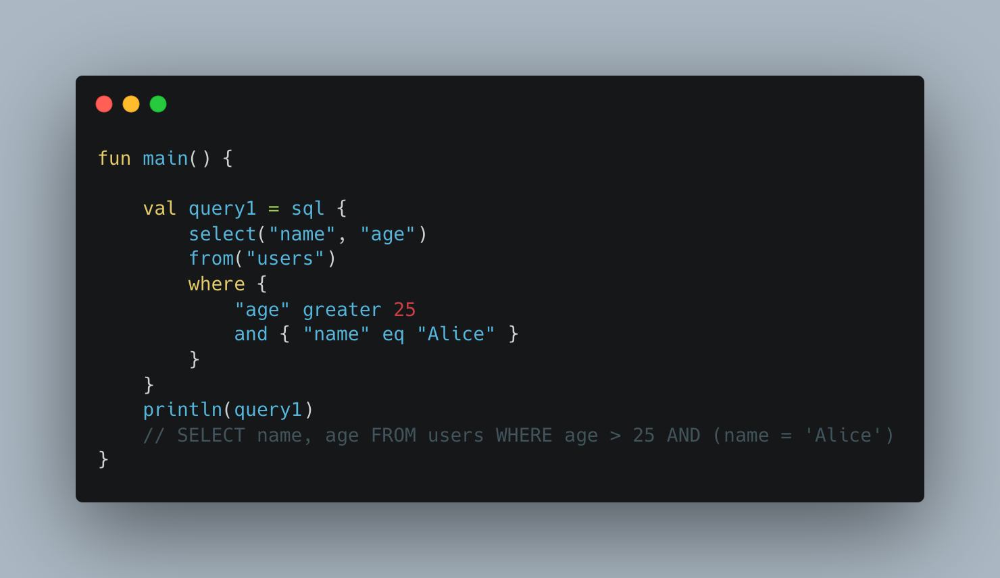 fun main() {
val query1 = sql {
select("name", "age")
from("users")
where {
"age" greater 25
and { "name" eq "Alice" }
}
}
println(query1)
// SELECT name, age FROM users WHERE age > 25 AND (name = 'Alice')
}